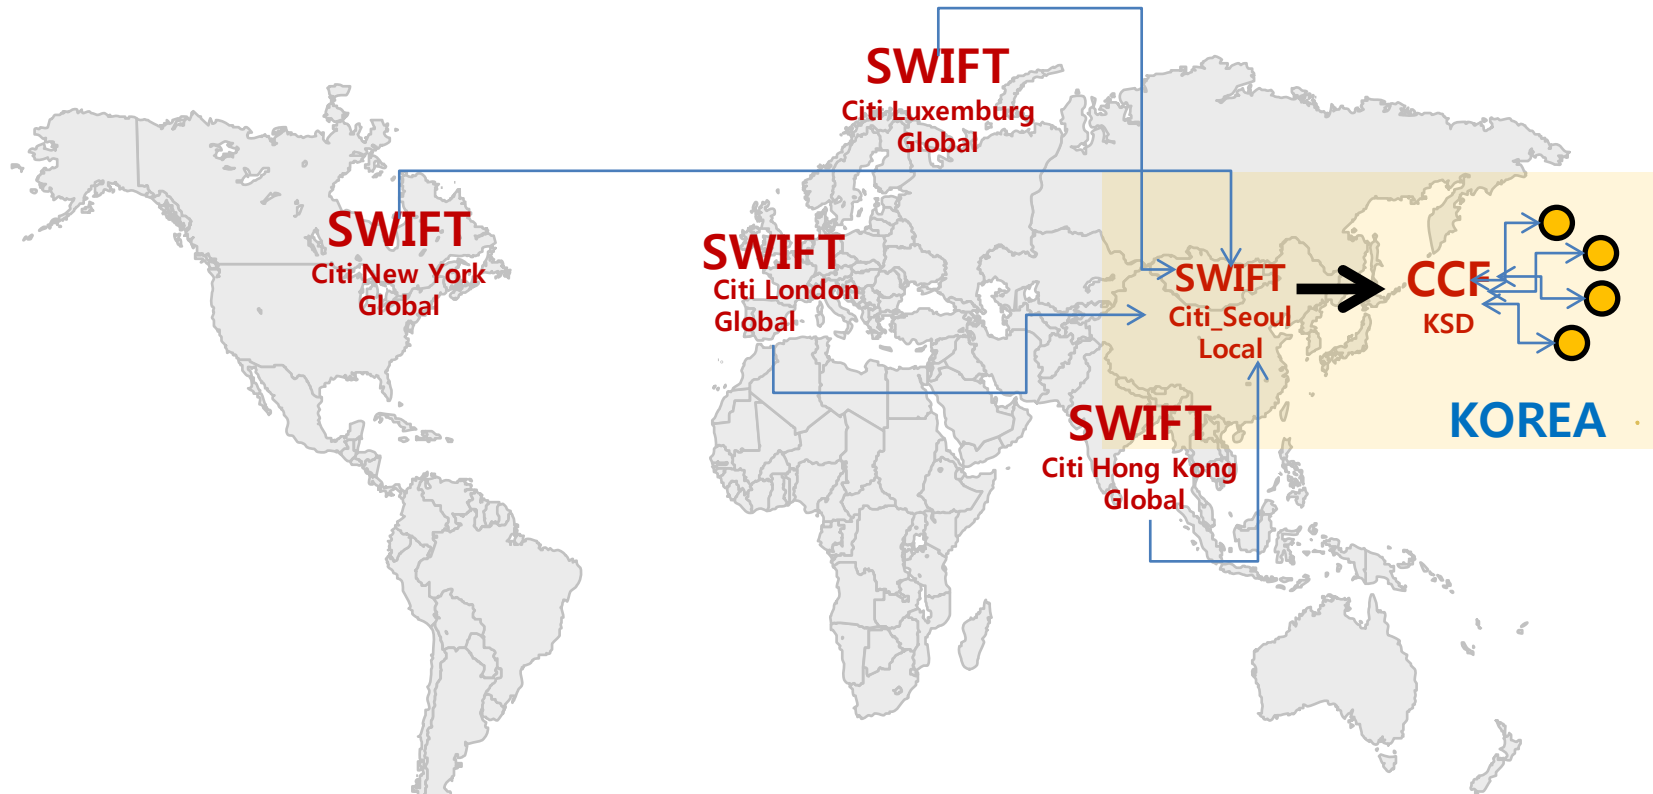 SWIFT
Citi Luxemburg
Global
SWIFT
Citi New York
Global
SWIFT
Citi London
Global
SWIFT
Citi_Seoul
Local
CCF
KSD
SWIFT
Citi Hong Kong
Global
KOREA